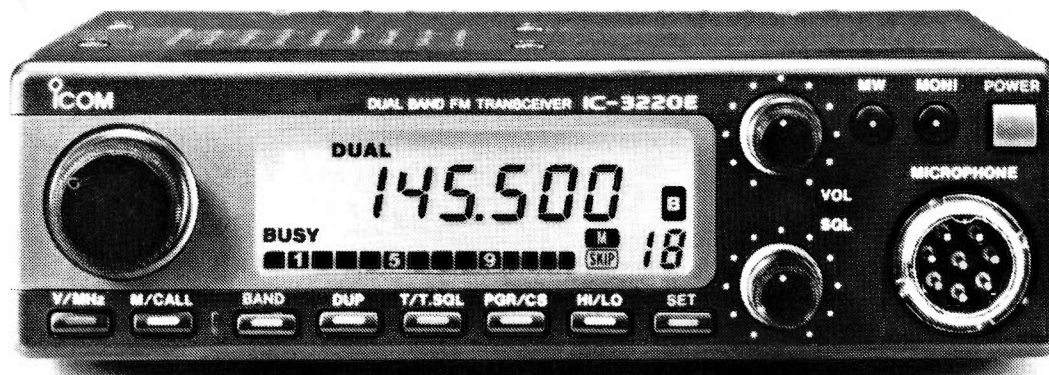 ICOM
DUAL BAND FM TRANSCEIVER IC-3220E
MW MONI POWER
DUAL
145.500
B
BUSY
M
1 5 9 SKIP 18
VOL
SQL
MICROPHONE
V/MHz M/CALL BAND DUP T/T.SQL PGR/CS HI/LO SET